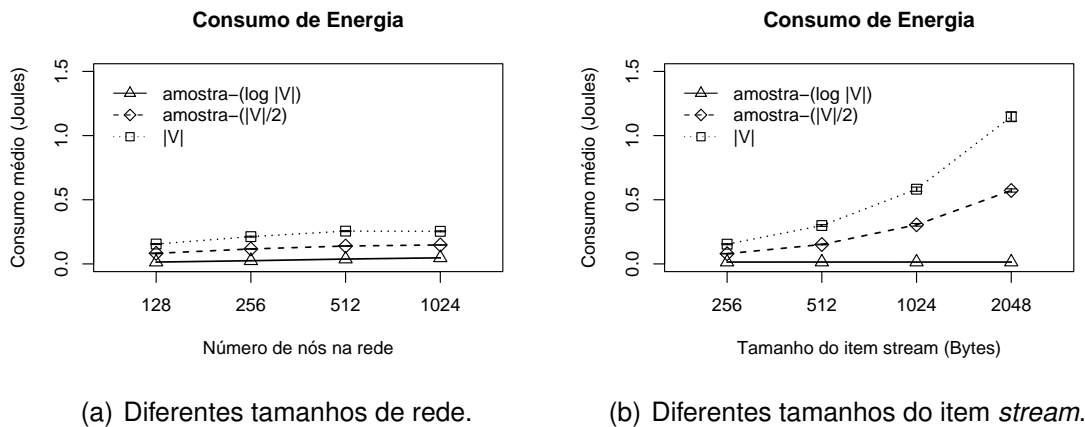 Consumo de Energia
Consumo médio (Joules)
1.5
1.0
0.5
0.0
amostra−(log |V|)
amostra−(|V|/2)
|V|
128 256 512 1024
Número de nós na rede
(a) Diferentes tamanhos de rede.
Consumo de Energia
Consumo médio (Joules)
1.5
1.0
0.5
0.0
amostra−(log |V|)
amostra−(|V|/2)
|V|
256 512 1024 2048
Tamanho do item stream (Bytes)
(b) Diferentes tamanhos do item stream.